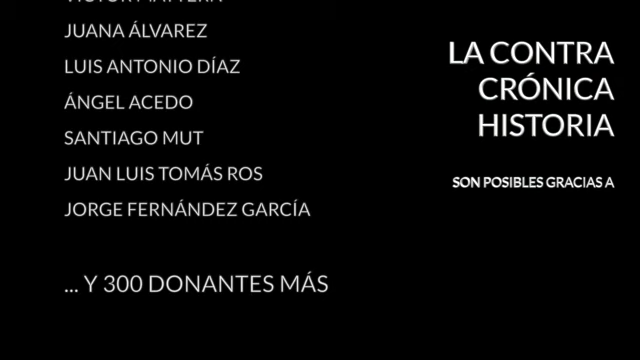 JUANA ÁLVAREZ
LUIS ANTONIO DÍAZ
ÁNGEL ACEDO
SANTIAGO MUT
JUAN LUIS TOMÁS ROS
JORGE FERNÁNDEZ GARCÍA
... Y 300 DONANTES MÁS
LA CONTRA
CRÓNICA
HISTORIA
SON POSIBLES GRACIAS A